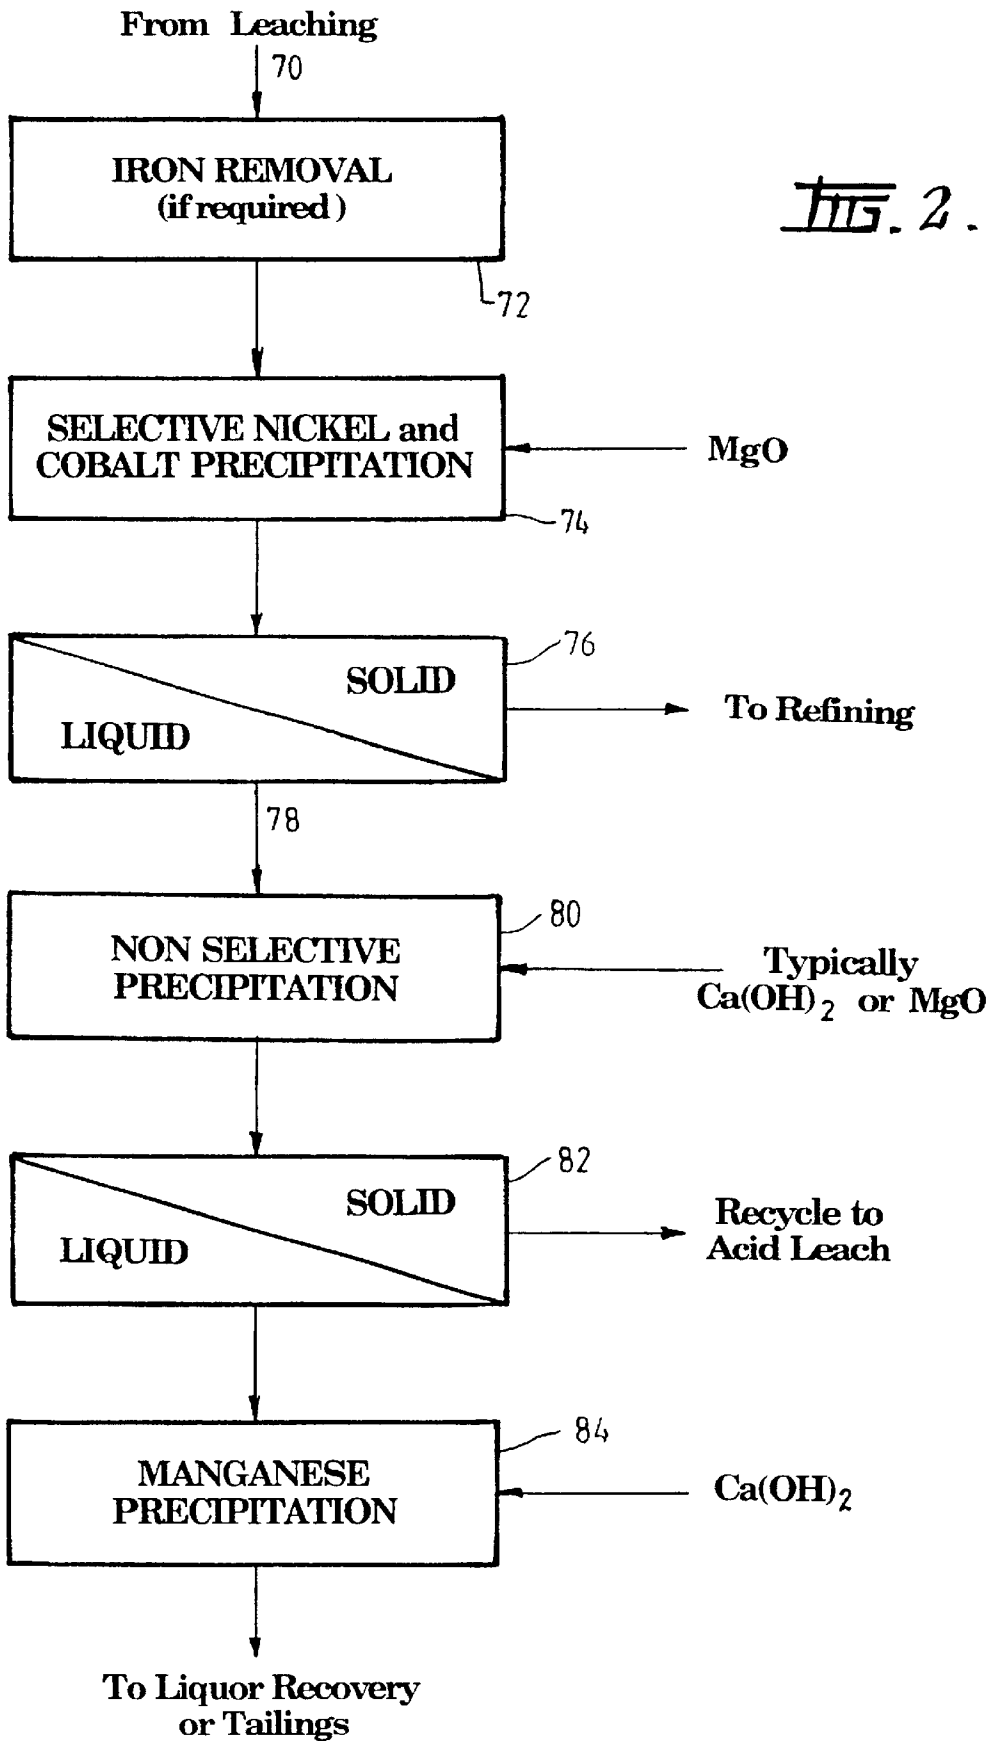 From Leaching
70
IRON REMOVAL
(if required)
FIG. 2.
72
SELECTIVE NICKEL and
COBALT PRECIPITATION
MgO
74
76
SOLID
LIQUID
To Refining
78
80
NON SELECTIVE
PRECIPITATION
Typically
Ca(OH)2 or MgO
82
SOLID
LIQUID
Recycle to
Acid Leach
84
MANGANESE
PRECIPITATION
Ca(OH)2
To Liquor Recovery
or Tailings